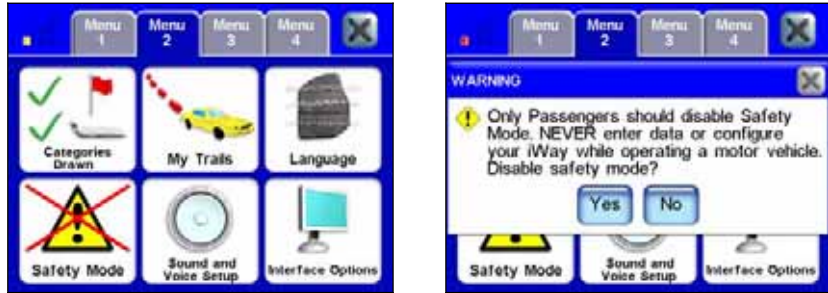 Menu 1
Menu 2
Menu 3
Menu 4
Categories
Drawn
My Trails
Language
Safety Mode
Sound and
Voice Setup
Interface Options
Menu 1
Menu 2
Menu 3
Menu 4
WARNING
Only Passengers should disable Safety
Mode. NEVER enter data or configure
your iWay while operating a motor vehicle.
Disable safety mode?
Yes
No
Safety Mode
Sound and
Voice Setup
Interface Options